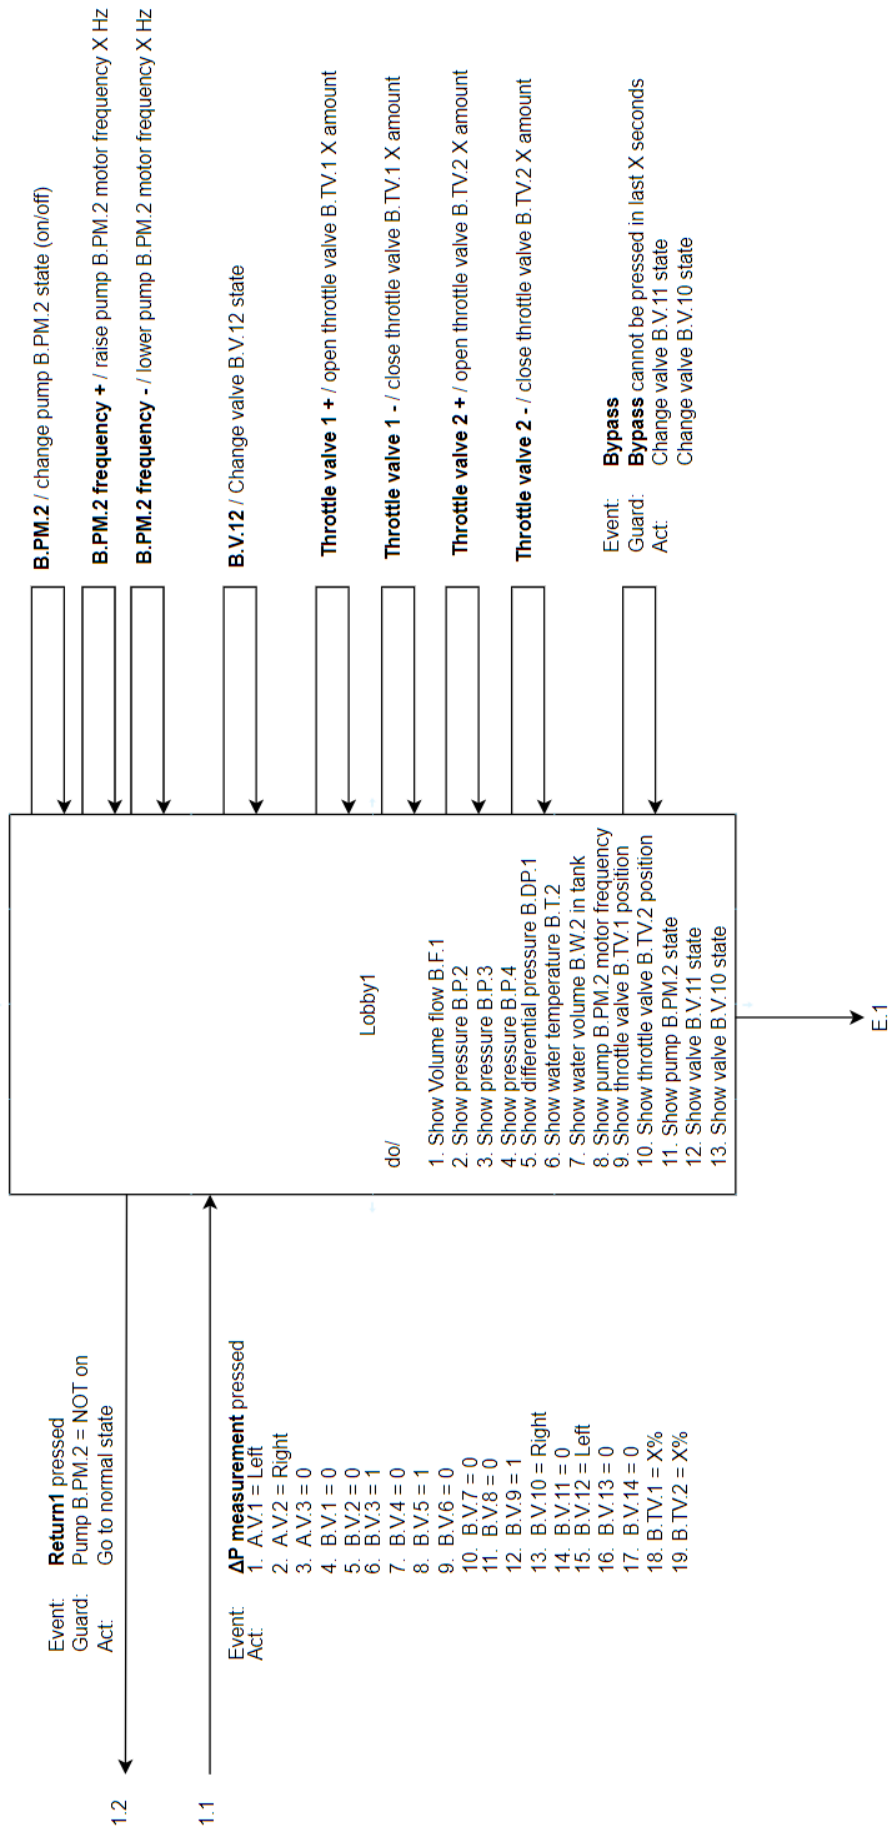 1.2
Event: Return1 pressed
Guard: Pump B.PM.2 = NOT on
Act: Go to normal state
1.1
Event: ΔP measurement pressed
Act: 1. A.V.1 = Left
2. A.V.2 = Right
3. A.V.3 = 0
4. B.V.1 = 0
5. B.V.2 = 0
6. B.V.3 = 1
7. B.V.4 = 0
8. B.V.5 = 1
9. B.V.6 = 0
10. B.V.7 = 0
11. B.V.8 = 0
12. B.V.9 = 1
13. B.V.10 = Right
14. B.V.11 = 0
15. B.V.12 = Left
16. B.V.13 = 0
17. B.V.14 = 0
18. B.TV.1 = X%
19. B.TV.2 = X%
Lobby1
do/
1. Show Volume flow B.F.1
2. Show pressure B.P.2
3. Show pressure B.P.3
4. Show pressure B.P.4
5. Show differential pressure B.DP.1
6. Show water temperature B.T.2
7. Show water volume B.W.2 in tank
8. Show pump B.PM.2 motor frequency
9. Show throttle valve B.TV.1 position
10. Show throttle valve B.TV.2 position
11. Show pump B.PM.2 state
12. Show valve B.V.11 state
13. Show valve B.V.10 state
E.1
B.PM.2 / change pump B.PM.2 state (on/off)
B.PM.2 frequency + / raise pump B.PM.2 motor frequency X Hz
B.PM.2 frequency - / lower pump B.PM.2 motor frequency X Hz
B.V.12 / Change valve B.V.12 state
Throttle valve 1 + / open throttle valve B.TV.1 X amount
Throttle valve 1 - / close throttle valve B.TV.1 X amount
Throttle valve 2 + / open throttle valve B.TV.2 X amount
Throttle valve 2 - / close throttle valve B.TV.2 X amount
Event: Bypass
Guard: Bypass cannot be pressed in last X seconds
Act: Change valve B.V.11 state
Change valve B.V.10 state